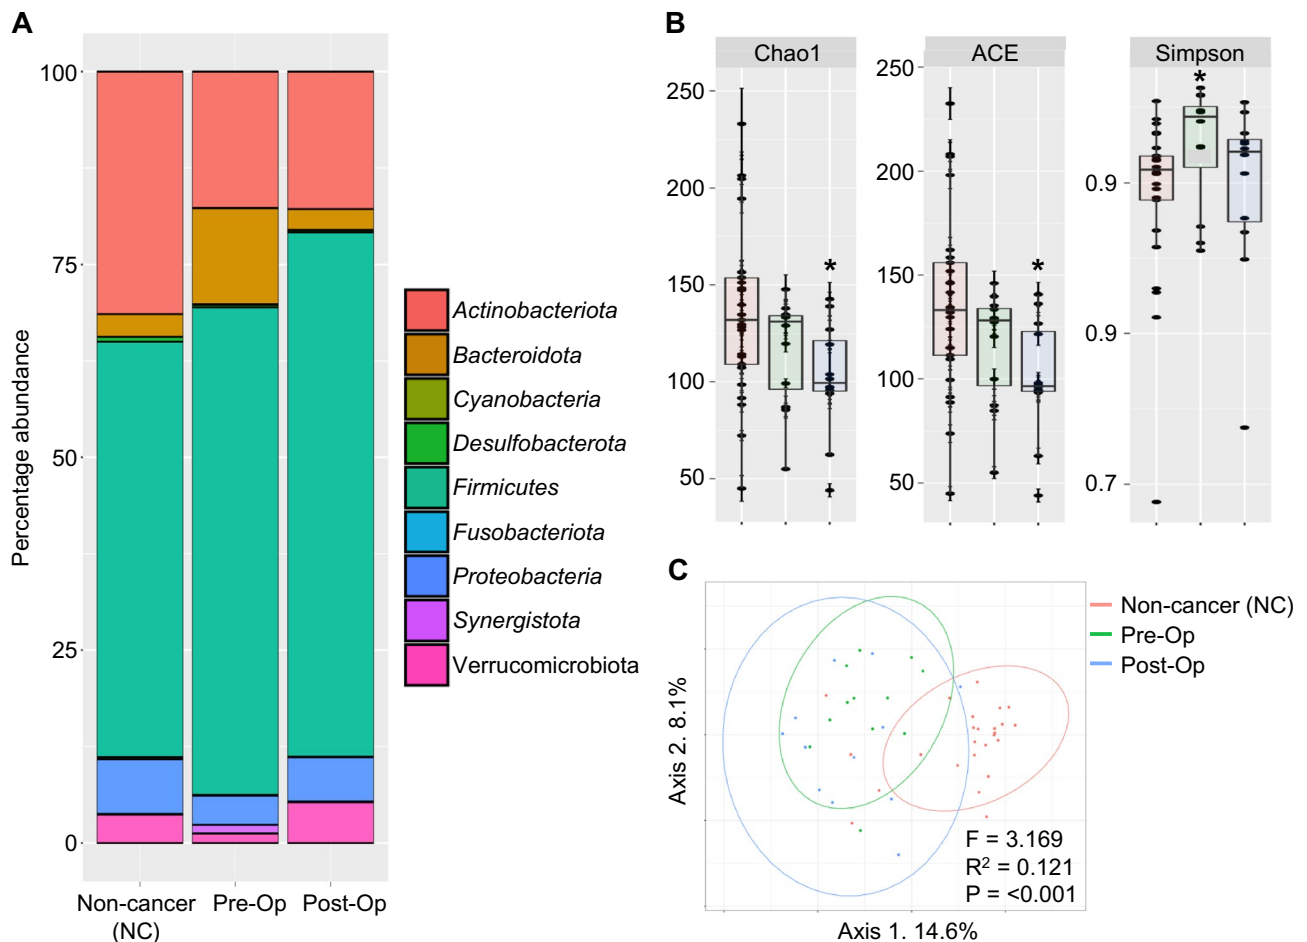 A
100
75
50
25
0
Percentage abundance
Non-cancer
(NC)
Pre-Op
Post-Op
Actinobacteriota
Bacteroidota
Cyanobacteria
Desulfobacterota
Firmicutes
Fusobacteriota
Proteobacteria
Synergistota
Verrucomicrobiota
B
Chao1
250
200
150
100
50
*
ACE
250
200
150
100
50
*
Simpson
0.9
0.9
0.7
*
C
Axis 2. 8.1%
Axis 1. 14.6%
F = 3.169
R² = 0.121
P = <0.001
Non-cancer (NC)
Pre-Op
Post-Op